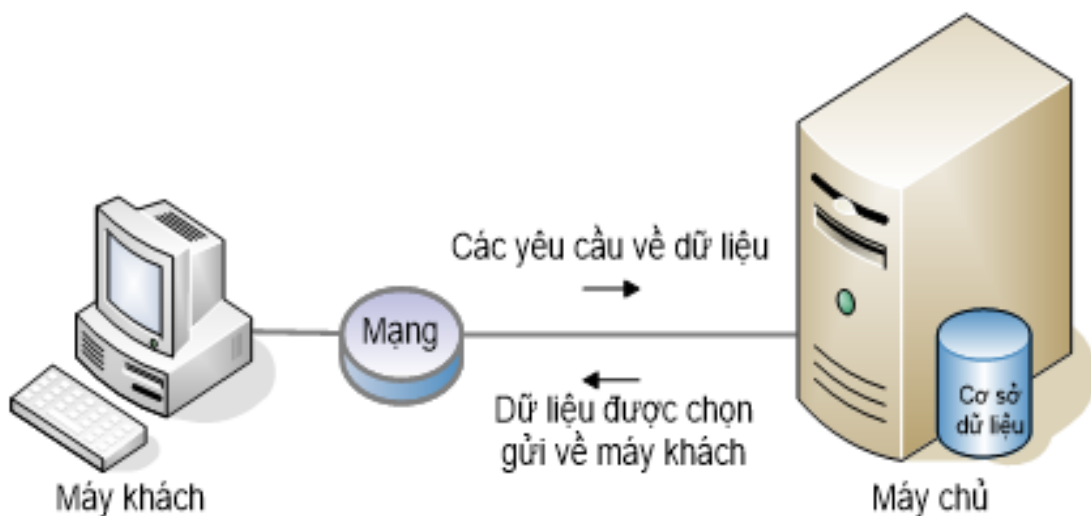 Các yêu cầu về dữ liệu
Mạng
Dữ liệu được chọn
gửi về máy khách
Cơ sở
dữ liệu
Máy khách
Máy chủ